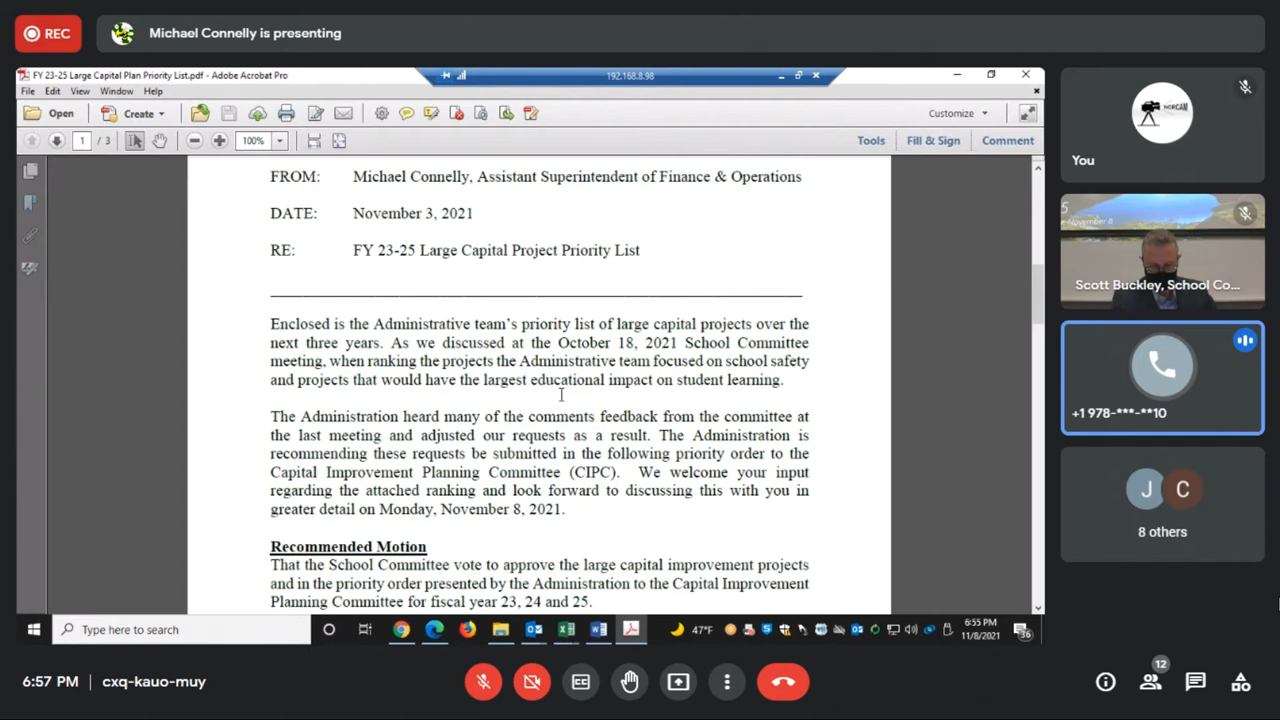 REC
Michael Connelly is presenting
FY 23-25 Large Capital Plan Priority List.pdf - Adobe Acrobat Pro
192.168.8.98
File Edit View Window Help
Open Create Customize
1 / 3 100% Tools Fill & Sign Comment
FROM: Michael Connelly, Assistant Superintendent of Finance & Operations
DATE: November 3, 2021
RE: FY 23-25 Large Capital Project Priority List
Enclosed is the Administrative team's priority list of large capital projects over the
next three years. As we discussed at the October 18, 2021 School Committee
meeting, when ranking the projects the Administrative team focused on school safety
and projects that would have the largest educational impact on student learning.
The Administration heard many of the comments feedback from the committee at
the last meeting and adjusted our requests as a result. The Administration is
recommending these requests be submitted in the following priority order to the
Capital Improvement Planning Committee (CIPC). We welcome your input
regarding the attached ranking and look forward to discussing this with you in
greater detail on Monday, November 8, 2021.
Recommended Motion
That the School Committee vote to approve the large capital improvement projects
and in the priority order presented by the Administration to the Capital Improvement
Planning Committee for fiscal year 23, 24 and 25.
Type here to search
47°F
6:55 PM
11/8/2021
36
NORCAM
You
Scott Buckley, School Co...
+1 978-***-**10
J C
8 others
6:57 PM | cxq-kauo-muy
CC
12